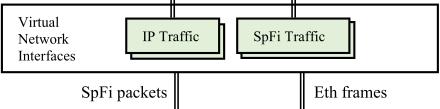 Virtual
Network
Interfaces
IP Traffic
SpFi Traffic
SpFi packets
Eth frames